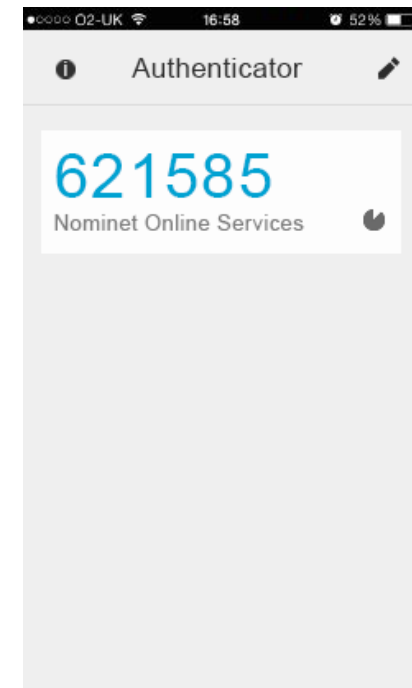 O2-UK 16:58 52%
Authenticator
621585
Nominet Online Services